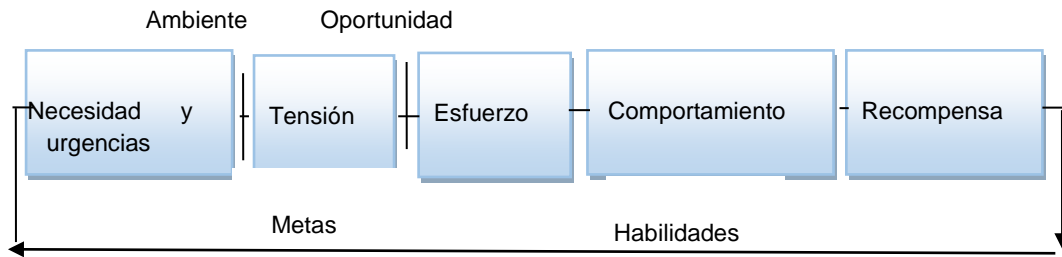 Ambiente Oportunidad
Necesidad y
urgencias
Tensión
Esfuerzo
Comportamiento
Recompensa
Metas
Habilidades